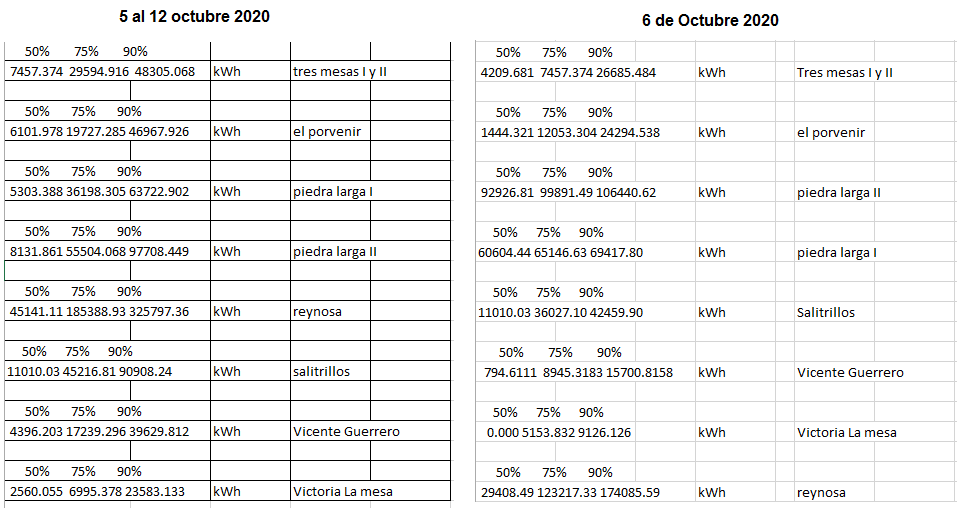 5 al 12 octubre 2020
50% 75% 90%
7457.374 29594.916 48305.068 kWh tres mesas I y II
50% 75% 90%
6101.978 19727.285 46967.926 kWh el porvenir
50% 75% 90%
5303.388 36198.305 63722.902 kWh piedra larga I
50% 75% 90%
8131.861 55504.068 97708.449 kWh piedra larga II
50% 75% 90%
45141.11 185388.93 325797.36 kWh reynosa
50% 75% 90%
11010.03 45216.81 90908.24 kWh salitrillos
50% 75% 90%
4396.203 17239.296 39629.812 kWh Vicente Guerrero
50% 75% 90%
2560.055 6995.378 23583.133 kWh Victoria La mesa
6 de Octubre 2020
50% 75% 90%
4209.681 7457.374 26685.484 kWh Tres mesas I y II
50% 75% 90%
1444.321 12053.304 24294.538 kWh el porvenir
50% 75% 90%
92926.81 99891.49 106440.62 kWh piedra larga II
50% 75% 90%
60604.44 65146.63 69417.80 kWh piedra larga I
50% 75% 90%
11010.03 36027.10 42459.90 kWh Salitrillos
50% 75% 90%
794.6111 8945.3183 15700.8158 kWh Vicente Guerrero
50% 75% 90%
0.000 5153.832 9126.126 kWh Victoria La mesa
50% 75% 90%
29408.49 123217.33 174085.59 kWh reynosa